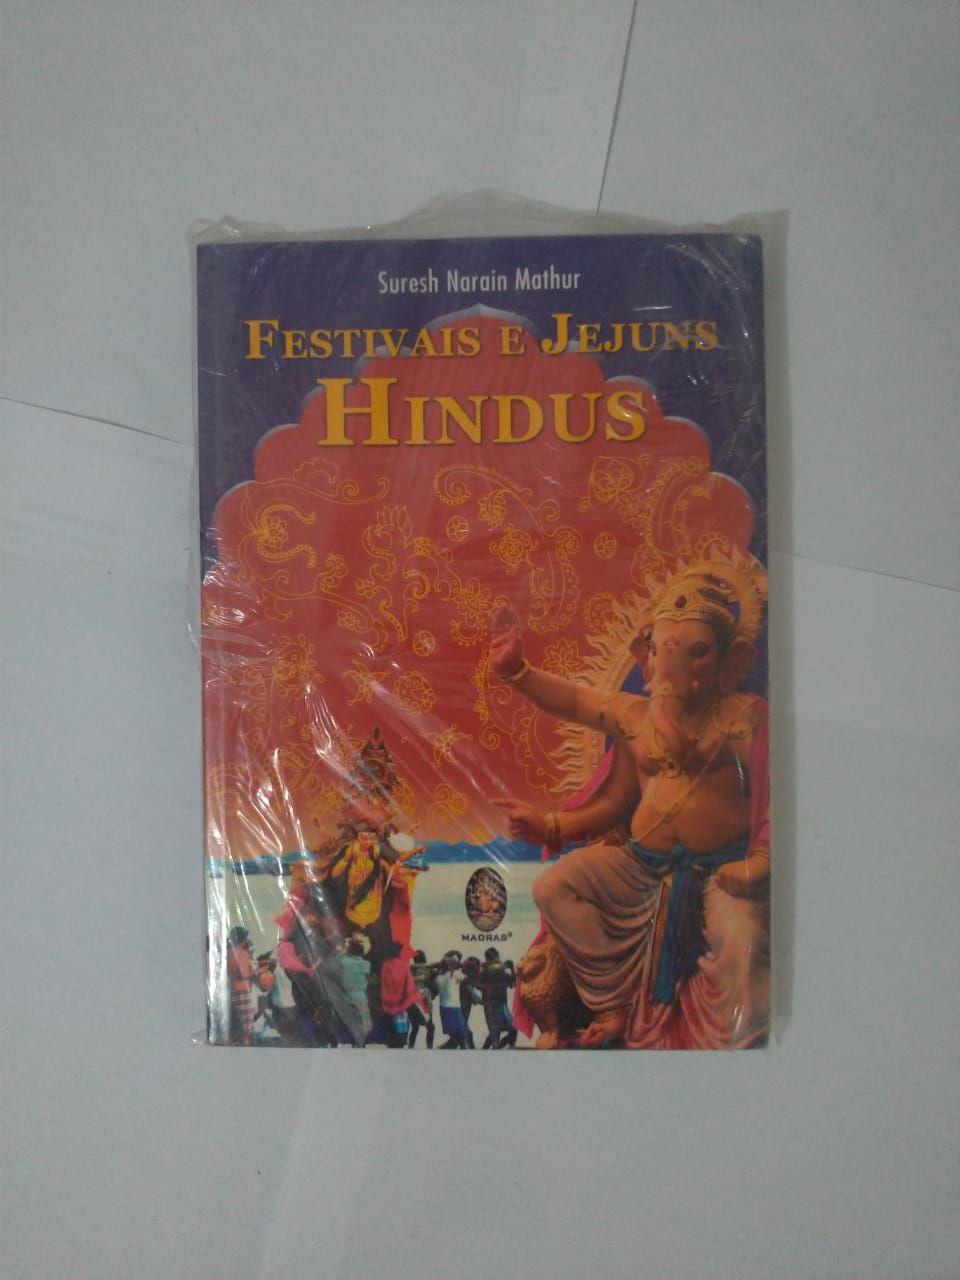 Suresh Narain Mathur
FESTIVAIS E JEJUNS
HINDUS
MADRAS®